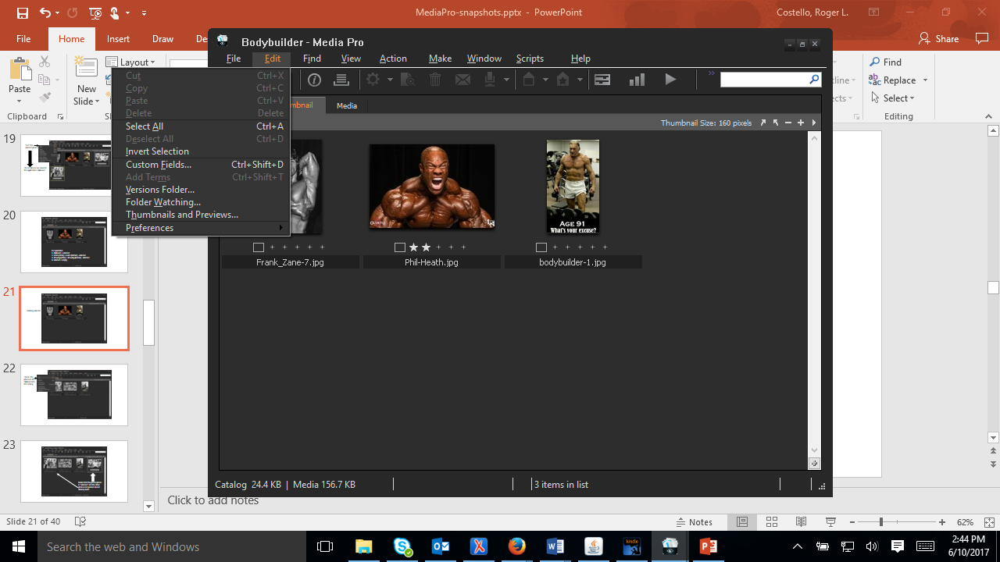 MediaPro-snapshots.pptx - PowerPoint
Costello, Roger L.
File Home Insert Draw De
Share
Paste
Clipboard
New
Slide
Layout
Find
Replace
Select
Editing
Bodybuilder - Media Pro
File Edit Find View Action Make Window Scripts Help
Cut Ctrl+X
Copy Ctrl+C
Paste Ctrl+V
Delete Delete
Select All Ctrl+A
Deselect All Ctrl+D
Invert Selection
Custom Fields... Ctrl+Shift+D
Add Terms Ctrl+Shift+T
Versions Folder...
Folder Watching...
Thumbnails and Previews...
Preferences
mbnail Media
Thumbnail Size: 160 pixels
AGE 91
What's your excuse?
Frank_Zane-7.jpg Phil-Heath.jpg bodybuilder-1.jpg
19
20
21
22
23
Catalog 24.4 KB | Media 156.7 KB
3 items in list
Click to add notes
Slide 21 of 40
Notes
62%
Search the web and Windows
kindle
2:44 PM
6/10/2017